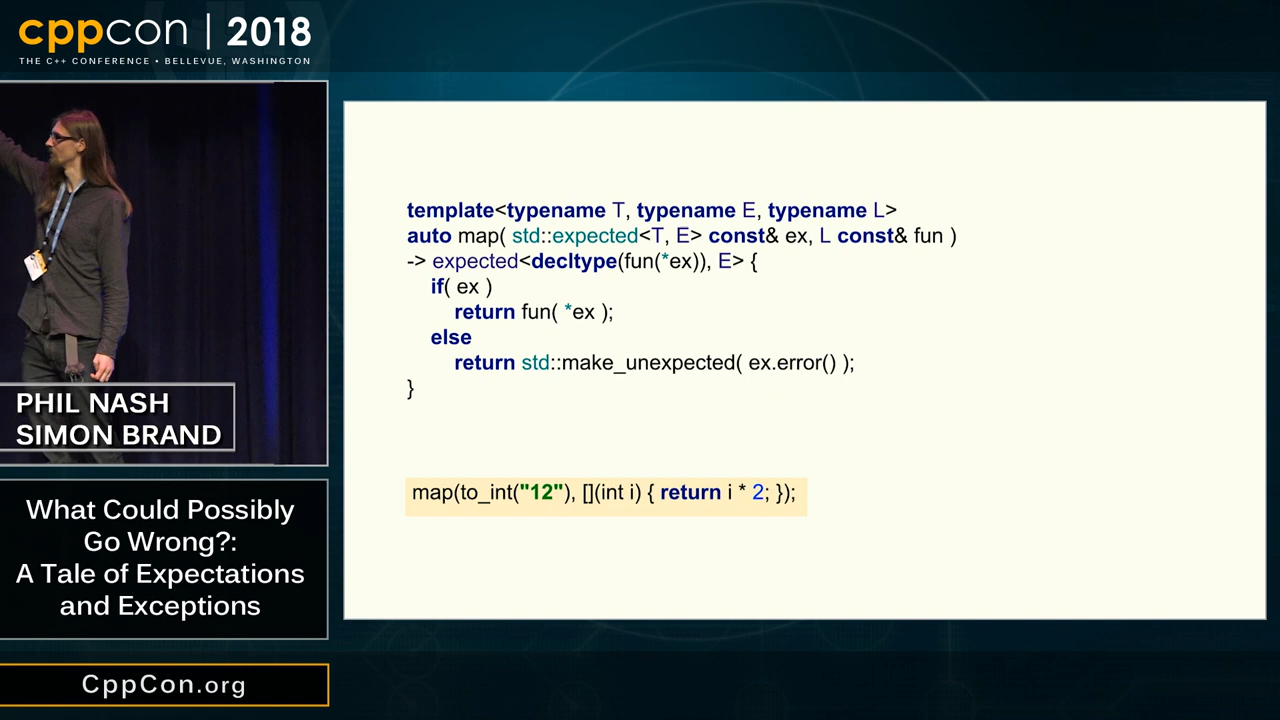 cppcon | 2018
THE C++ CONFERENCE • BELLEVUE, WASHINGTON
PHIL NASH
SIMON BRAND
What Could Possibly
Go Wrong?:
A Tale of Expectations
and Exceptions
CppCon.org
template<typename T, typename E, typename L>
auto map( std::expected<T, E> const& ex, L const& fun )
-> expected<decltype(fun(*ex)), E> {
if( ex )
return fun( *ex );
else
return std::make_unexpected( ex.error() );
}
map(to_int("12"), [](int i) { return i * 2; });